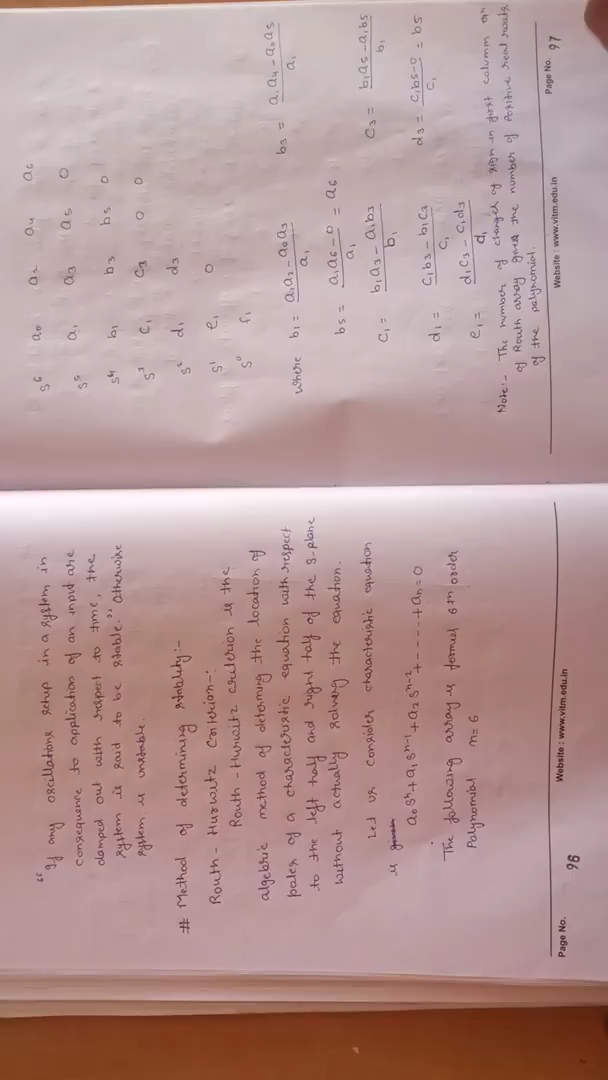 “If any oscillations setup in a system in
consequence to application of an input are
damped out with respect to time, the
system is said to be stable.” Otherwise
system is unstable.
# Method of determining stability:-
Routh-Hurwitz Criterion-:
Routh-Hurwitz criterion is the
algebric method of determing the location of
poles of a characteristic equation with respect
to the left half and right half of the s-plane
without actually solving the equation.
Let us consider characteristic equation
is
a₀sⁿ+a₁sⁿ⁻¹+a₂sⁿ⁻²+-----+aₙ=0
The following array is formed 6th order
Polynomial n=6
Page No. 96 Website : www.vitm.edu.in
s⁶ a₀ a₂ a₄ a₆
s⁵ a₁ a₃ a₅ 0
s⁴ b₁ b₃ b₅ 0
s³ c₁ c₃ 0 0
s² d₁ d₃
s¹ e₁ 0
s⁰ f₁
where b₁ = (a₁a₂-a₀a₃)/a₁ b₃ = (a₁a₄-a₀a₅)/a₁
b₅ = (a₁a₆-0)/a₁ = a₆
c₁ = (b₁a₃-a₁b₃)/b₁ c₃ = (b₁a₅-a₁b₅)/b₁
d₁ = (c₁b₃-b₁c₃)/c₁ d₃ = (c₁b₅-0)/c₁ = b₅
e₁ = (d₁c₃-c₁d₃)/d₁
Note:- The number of changes of sign in first column
of Routh array gives the number of Positive real roots
of the polynomial.
Website : www.vitm.edu.in Page No. 97